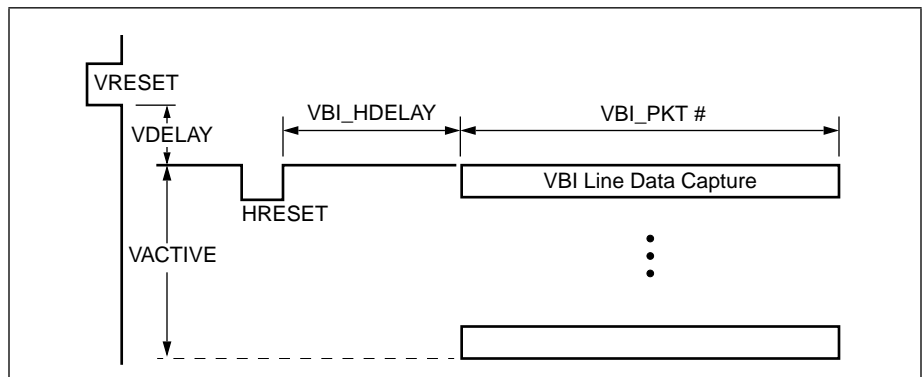 VRESET
VDELAY
VBI_HDELAY
VBI_PKT #
VBI Line Data Capture
HRESET
VACTIVE